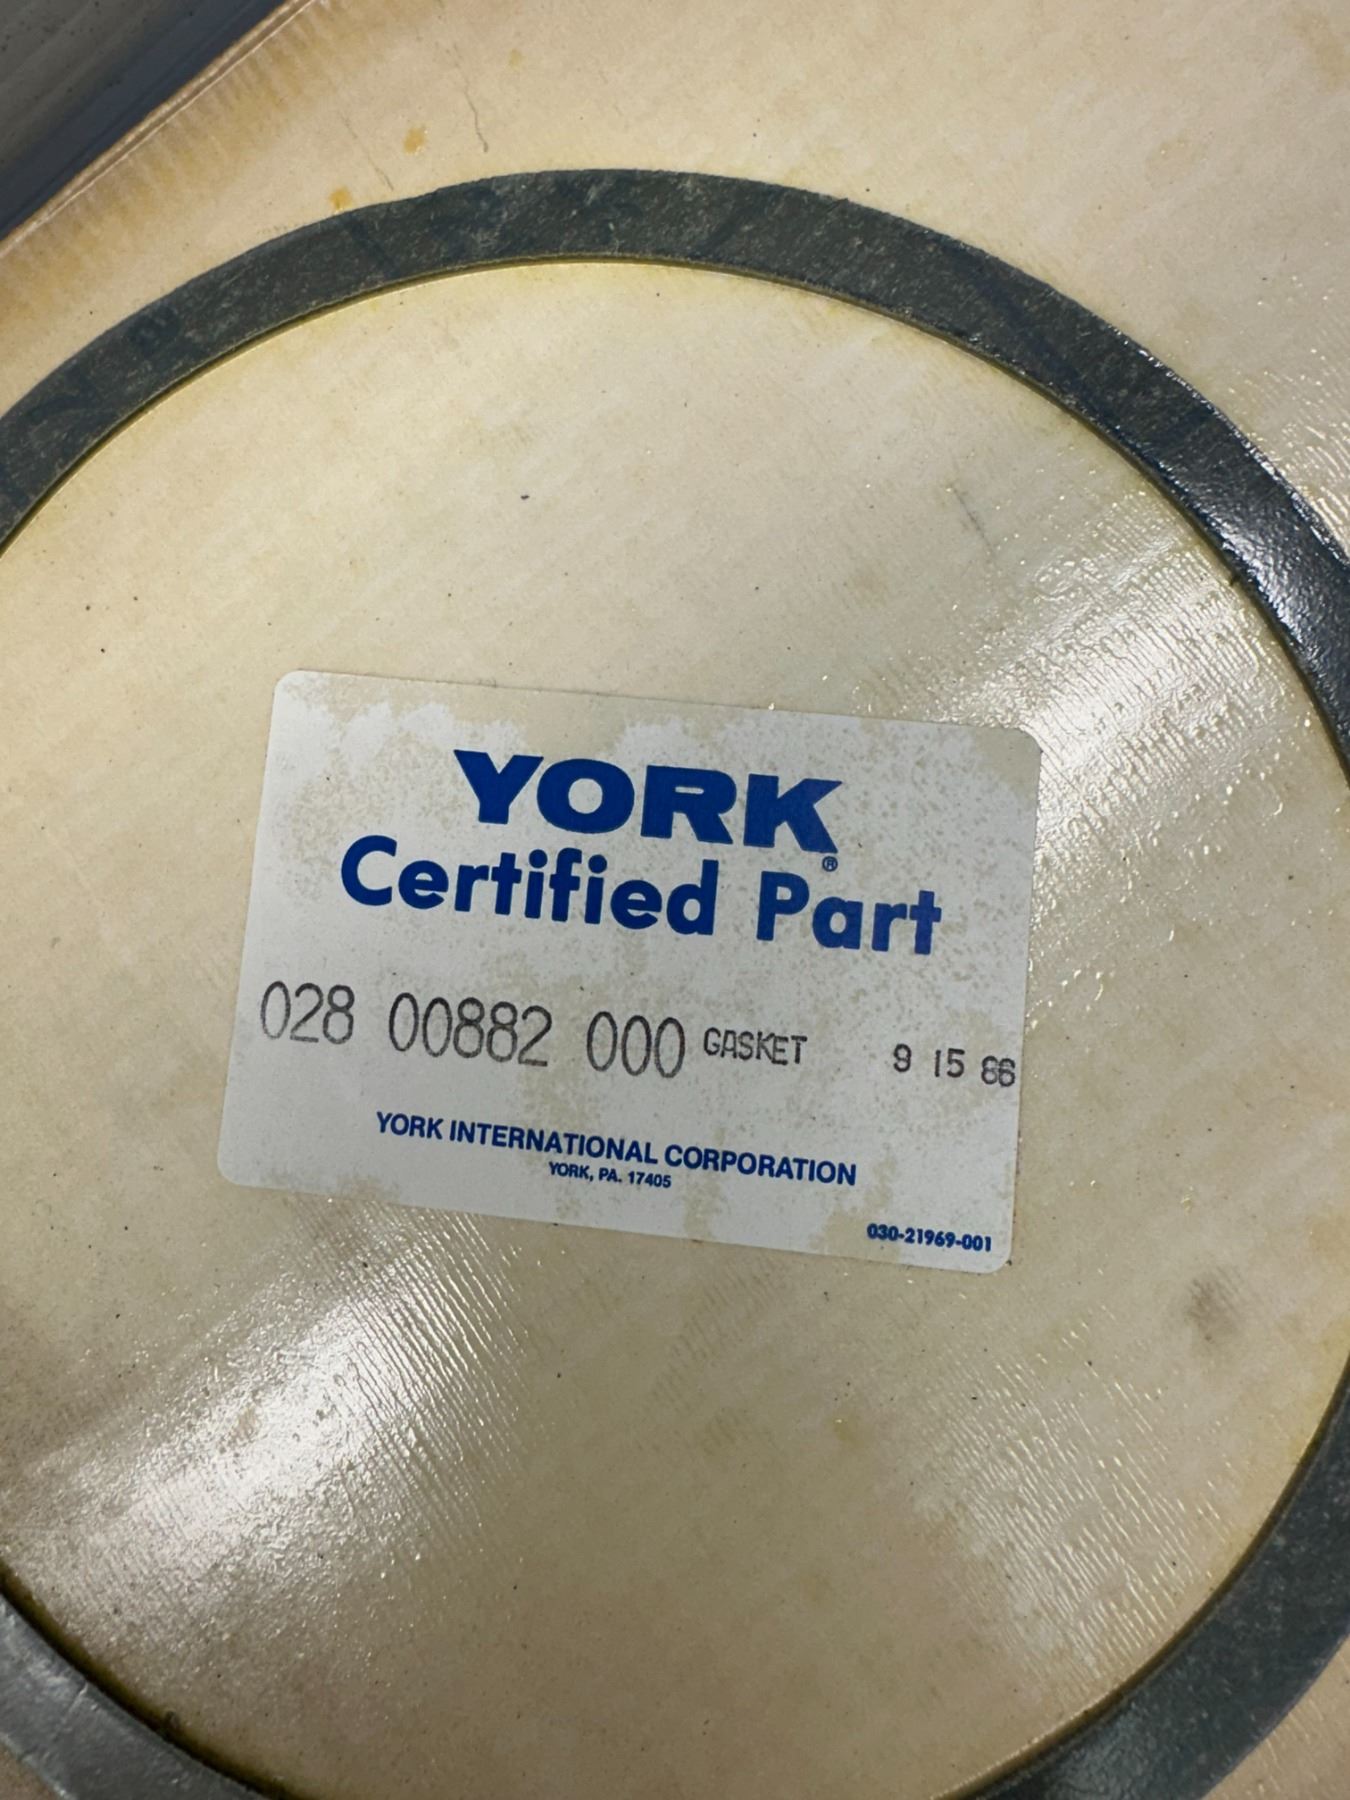 YORK®
Certified Part
028 00882 000 GASKET 9 15 86
YORK INTERNATIONAL CORPORATION
YORK, PA. 17405
030-21969-001